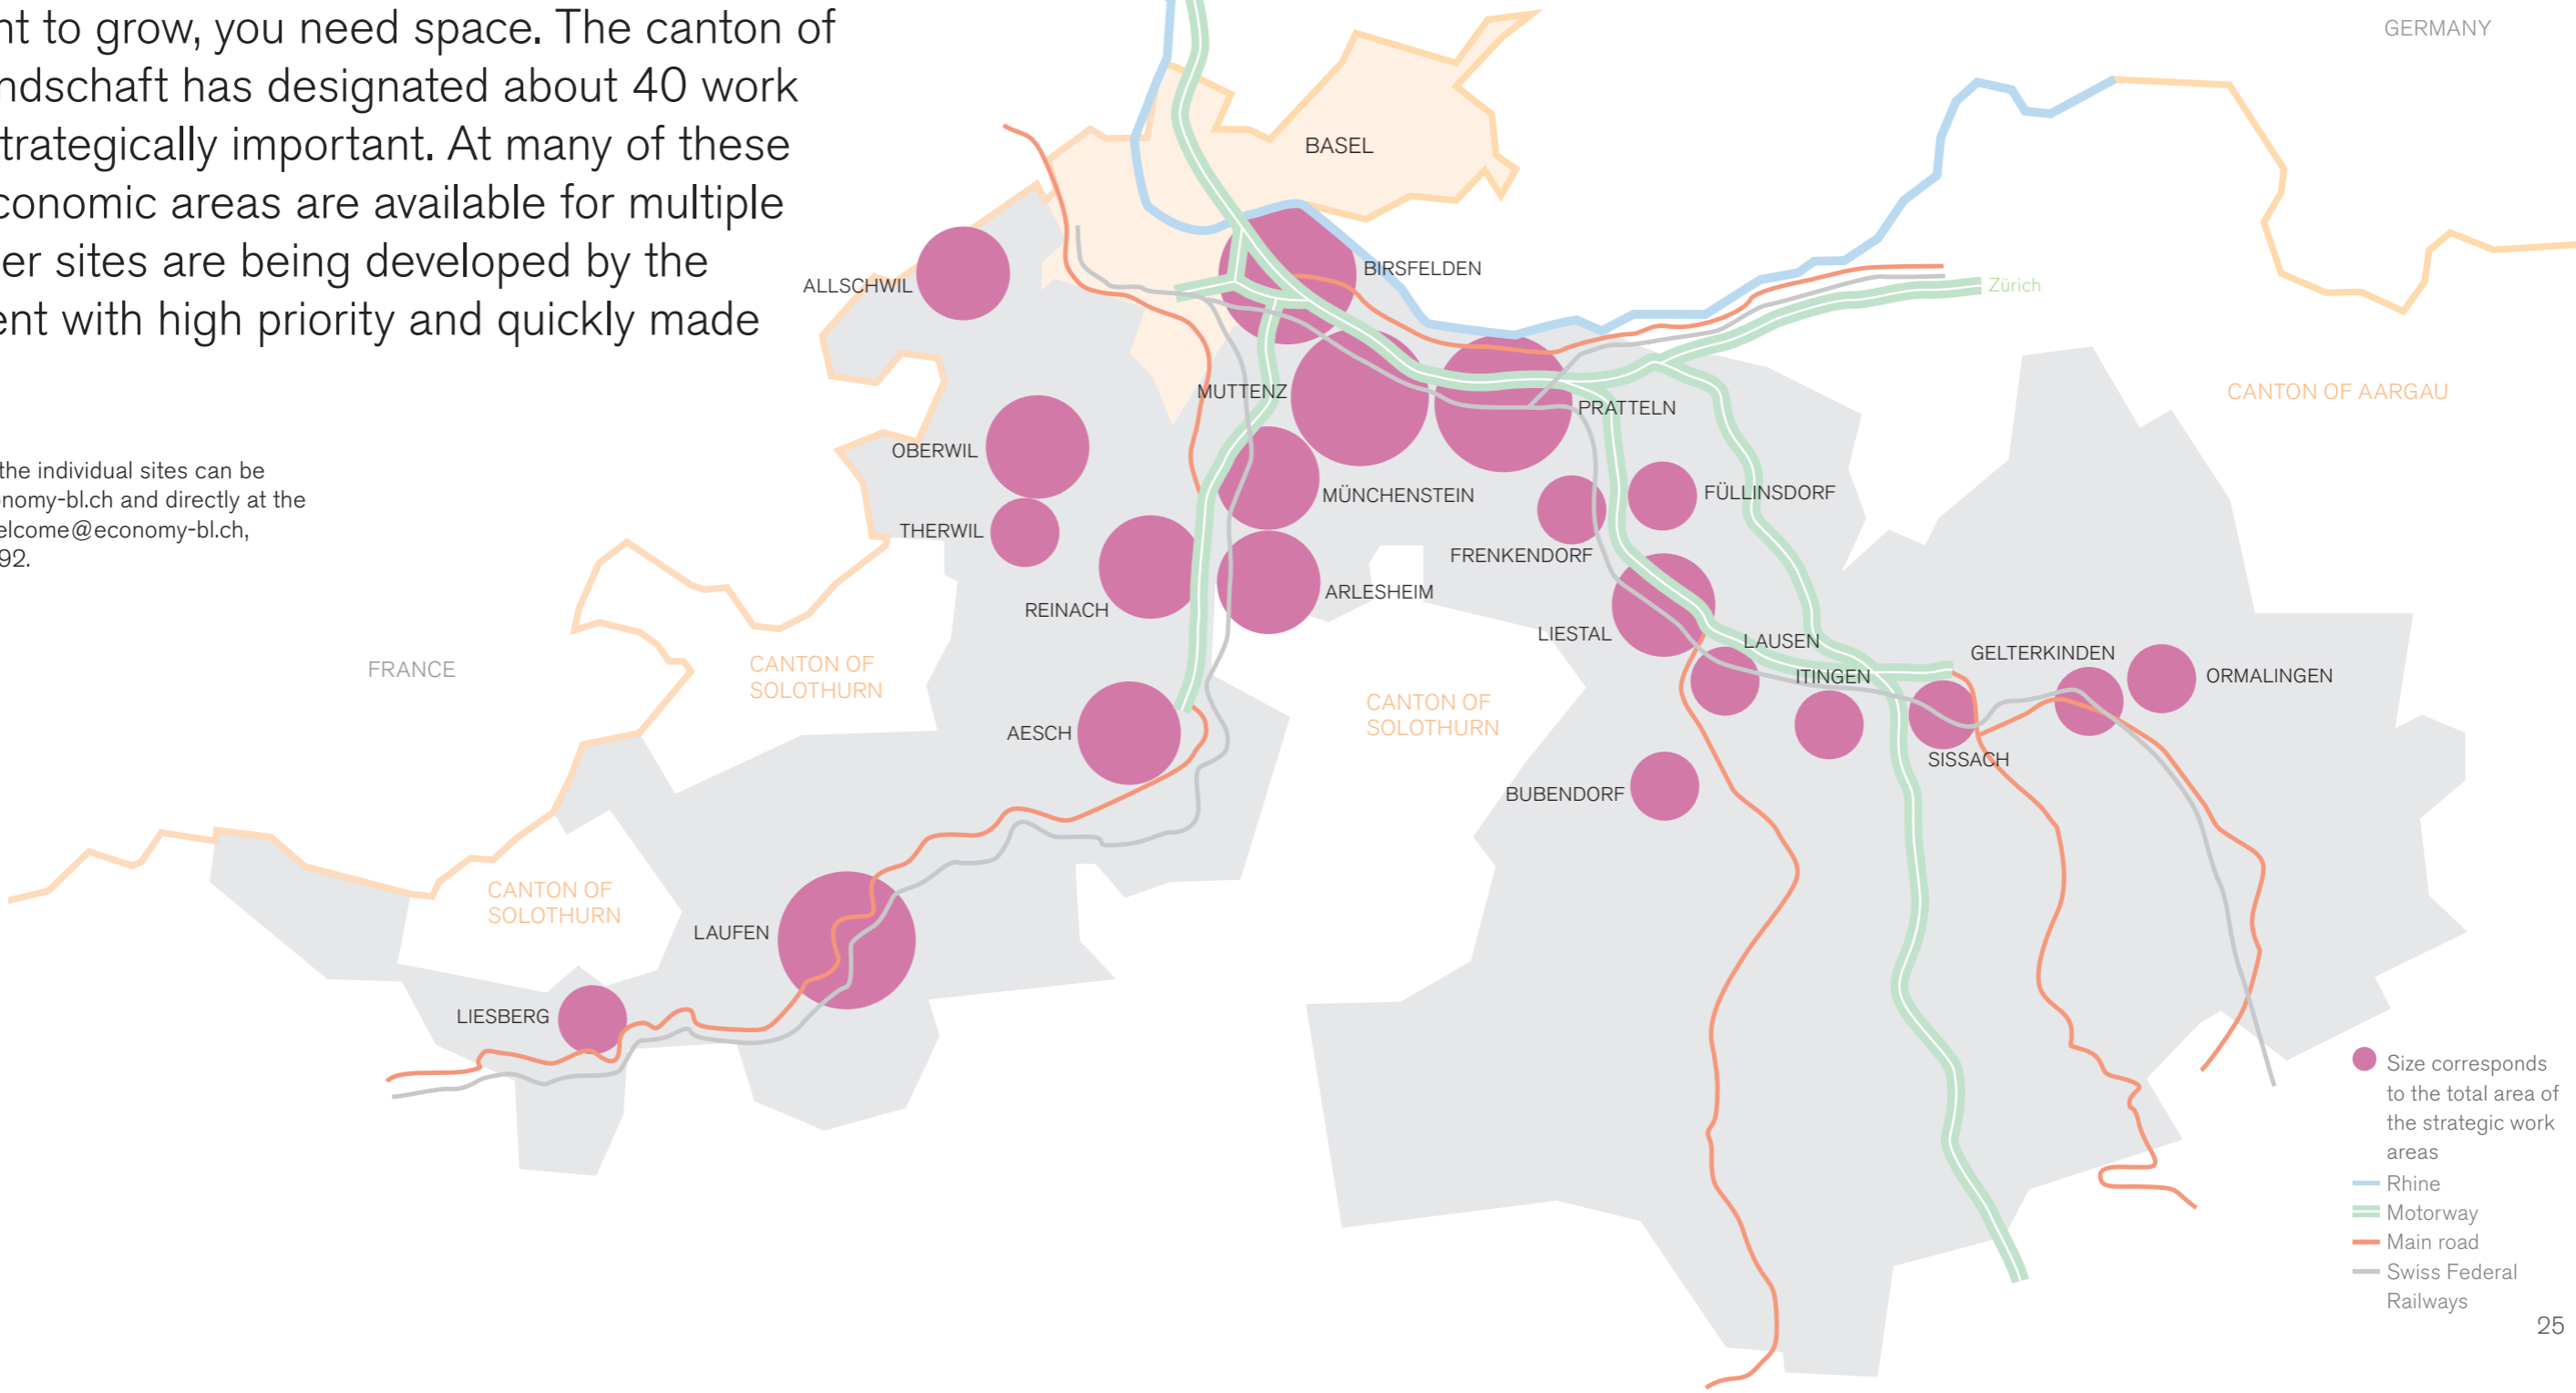 nt to grow, you need space. The canton of
ndschaft has designated about 40 work
trategically important. At many of these
conomic areas are available for multiple
er sites are being developed by the
ent with high priority and quickly made
the individual sites can be
onomy-bl.ch and directly at the
elcome@economy-bl.ch,
92.
GERMANY
BASEL
ALLSCHWIL
BIRSFELDEN
Zürich
MUTTENZ
PRATTELN
CANTON OF AARGAU
OBERWIL
MÜNCHENSTEIN
FÜLLINSDORF
THERWIL
FRENKENDORF
REINACH
ARLESHEIM
LIESTAL
LAUSEN
GELTERKINDEN
ITINGEN
ORMALINGEN
FRANCE
CANTON OF
SOLOTHURN
CANTON OF
SOLOTHURN
AESCH
SISSACH
BUBENDORF
CANTON OF
SOLOTHURN
LAUFEN
LIESBERG
Size corresponds
to the total area of
the strategic work
areas
Rhine
Motorway
Main road
Swiss Federal
Railways
25